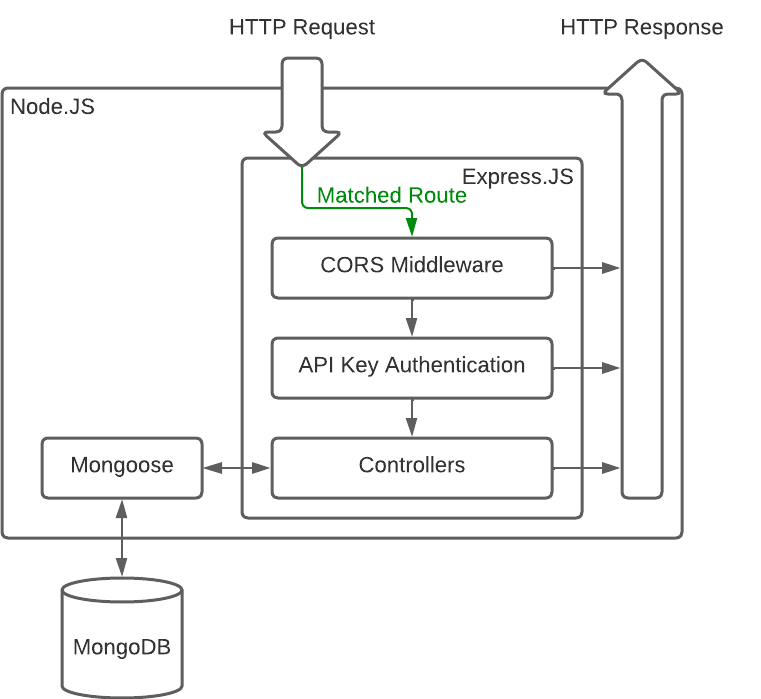 HTTP Request
HTTP Response
Node.JS
Express.JS
Matched Route
CORS Middleware
API Key Authentication
Mongoose
Controllers
MongoDB